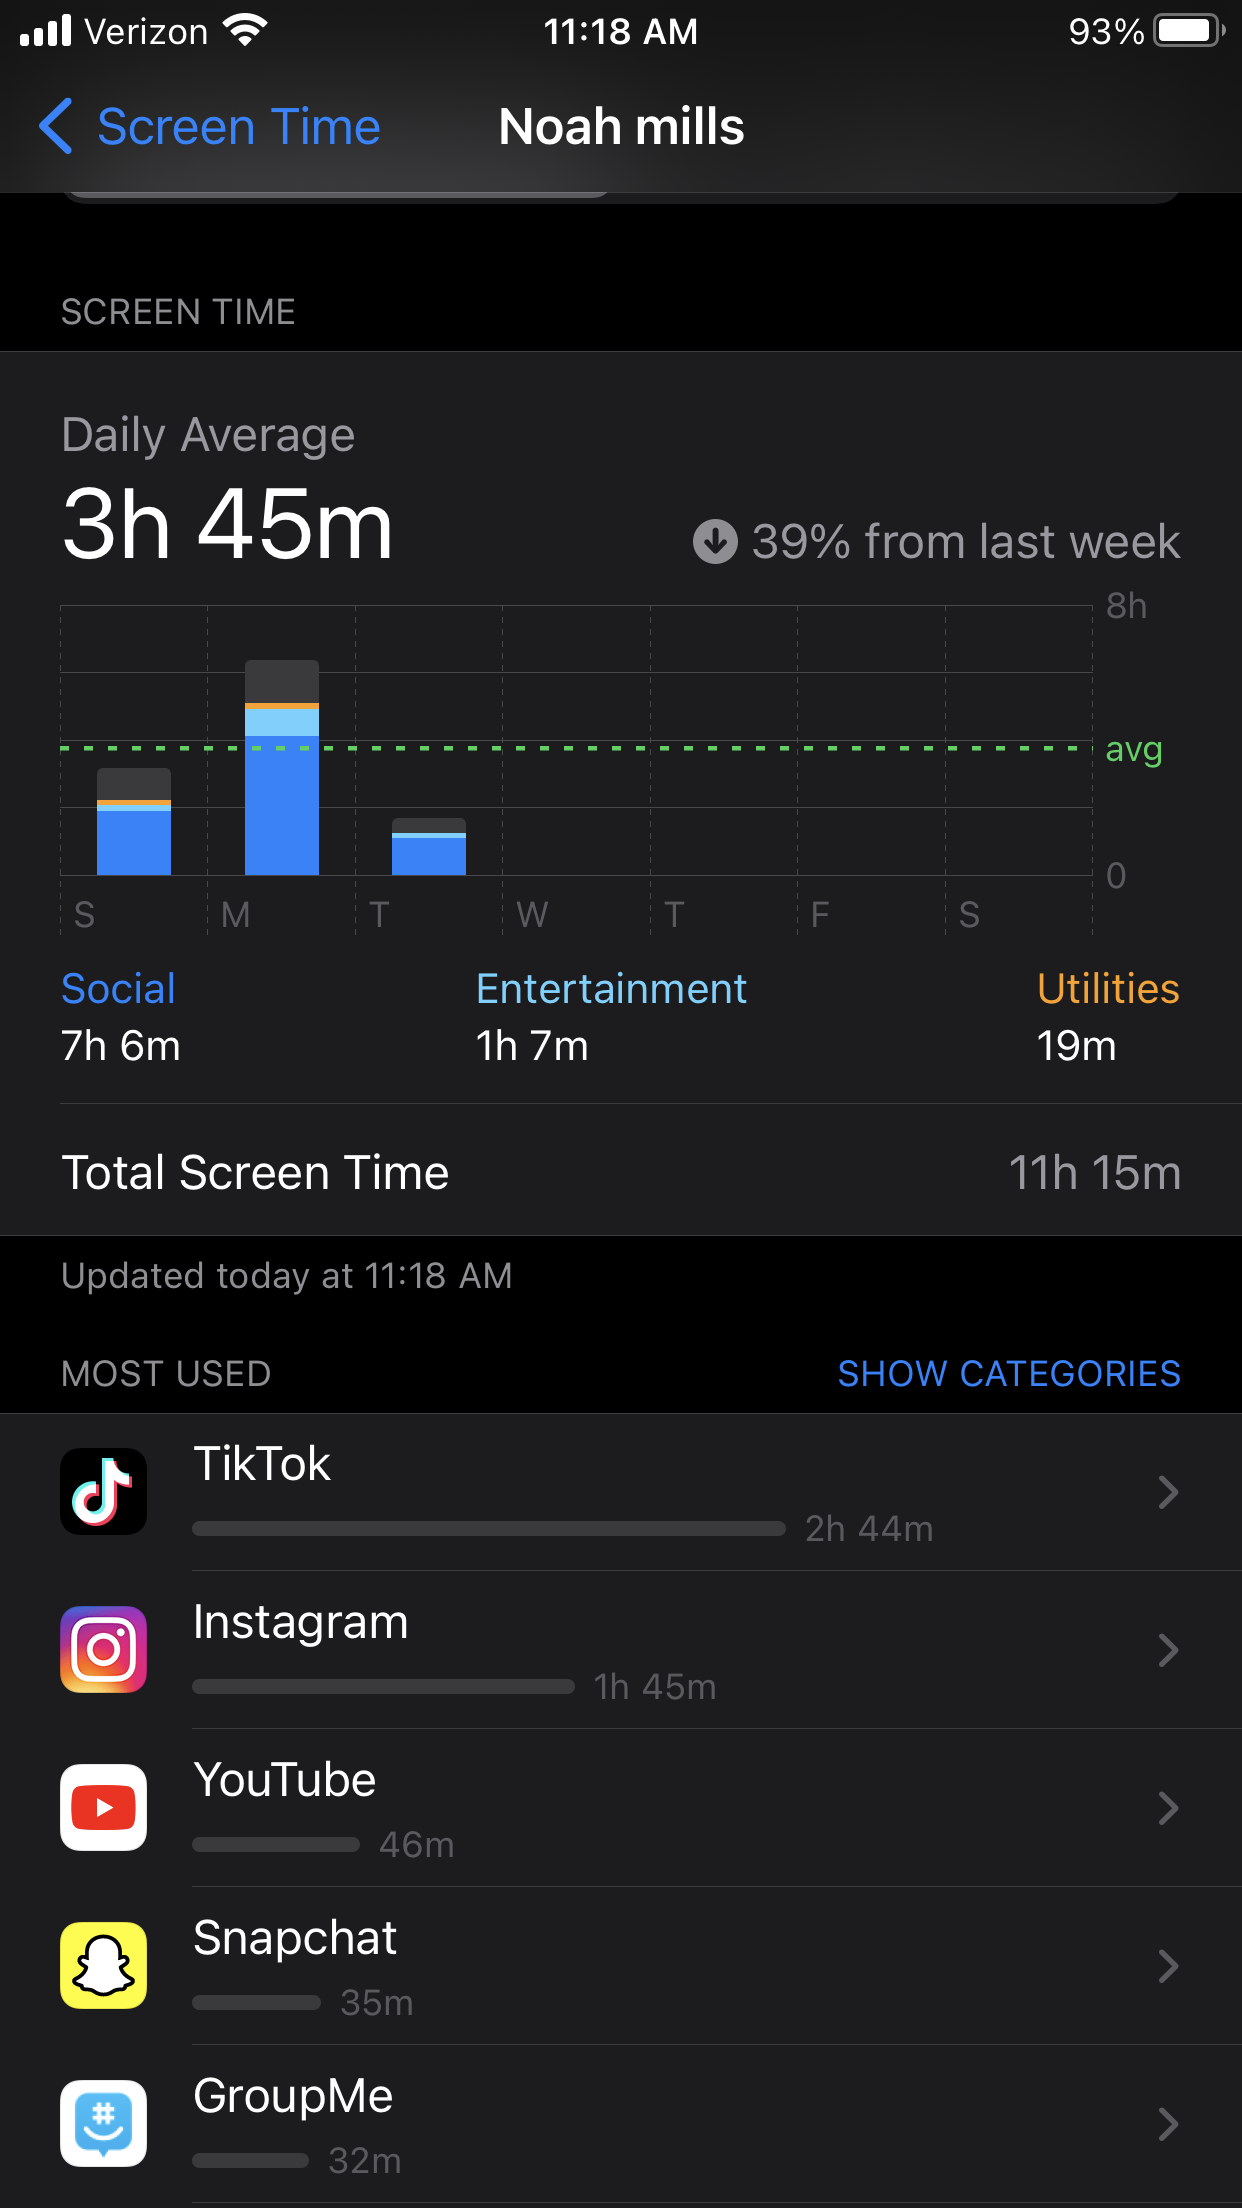 Verizon 11:18 AM 93%
Screen Time Noah mills
SCREEN TIME
Daily Average
3h 45m
39% from last week
8h
avg
0
S M T W T F S
Social Entertainment Utilities
7h 6m 1h 7m 19m
Total Screen Time 11h 15m
Updated today at 11:18 AM
MOST USED SHOW CATEGORIES
TikTok
2h 44m
Instagram
1h 45m
YouTube
46m
Snapchat
35m
GroupMe
32m